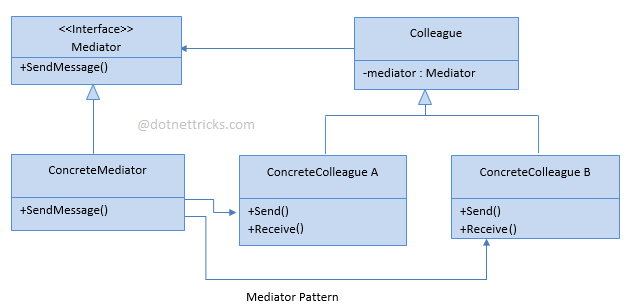 <<Interface>>
Mediator
+SendMessage()
Colleague
-mediator : Mediator
@dotnettricks.com
ConcreteMediator
+SendMessage()
ConcreteColleague A
+Send()
+Receive()
ConcreteColleague B
+Send()
+Receive()
Mediator Pattern